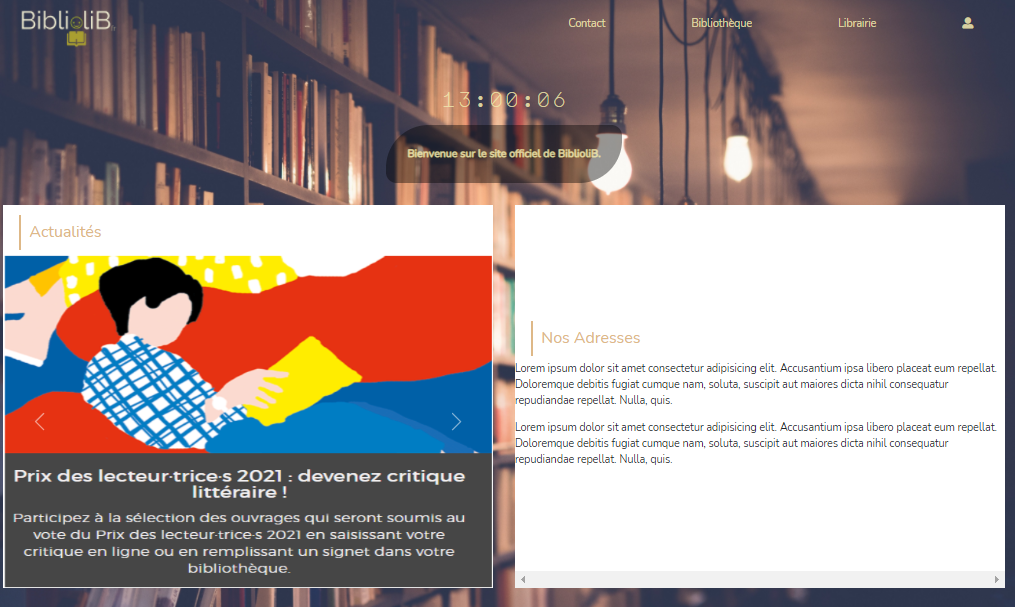 BiblioliB
Contact
Bibliothèque
Librairie
13:00:06
Bienvenue sur le site officiel de BiblioliB.
Actualités
Prix des lecteur·trice·s 2021 : devenez critique
littéraire !
Participez à la sélection des ouvrages qui seront soumis au
vote du Prix des lecteur·trice·s 2021 en saisissant votre
critique en ligne ou en remplissant un signet dans votre
bibliothèque.
Nos Adresses
Lorem ipsum dolor sit amet consectetur adipisicing elit. Accusantium ipsa libero placeat eum repellat.
Doloremque debitis fugiat cumque nam, soluta, suscipit aut maiores dicta nihil consequatur
repudiandae repellat. Nulla, quis.
Lorem ipsum dolor sit amet consectetur adipisicing elit. Accusantium ipsa libero placeat eum repellat.
Doloremque debitis fugiat cumque nam, soluta, suscipit aut maiores dicta nihil consequatur
repudiandae repellat. Nulla, quis.